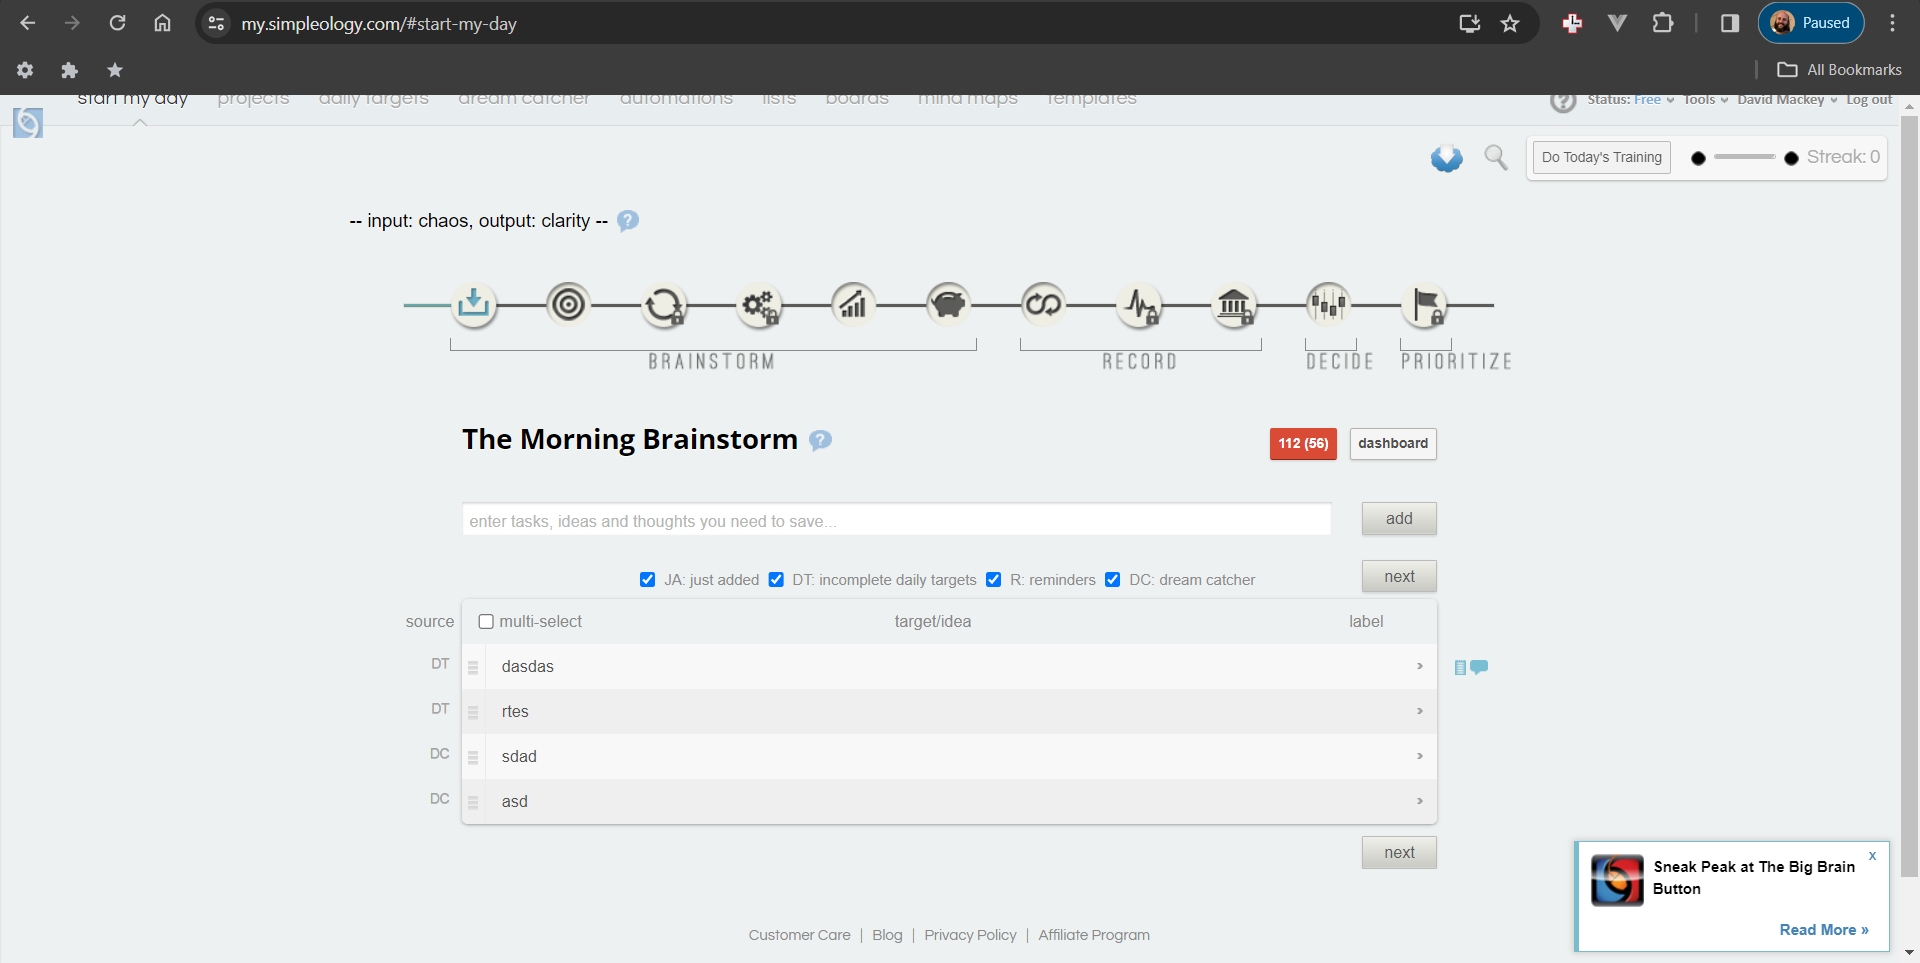 my.simpleology.com/#start-my-day
Paused
All Bookmarks
start my day projects daily targets dream catcher automations lists boards mind maps templates
Status: Free Tools David Mackey Log out
Do Today's Training Streak: 0
-- input: chaos, output: clarity --
BRAINSTORM RECORD DECIDE PRIORITIZE
The Morning Brainstorm
112 (56) dashboard
enter tasks, ideas and thoughts you need to save... add
JA: just added DT: incomplete daily targets R: reminders DC: dream catcher next
source multi-select target/idea label
DT dasdas
DT rtes
DC sdad
DC asd
next
Sneak Peak at The Big Brain
Button
x
Read More »
Customer Care | Blog | Privacy Policy | Affiliate Program